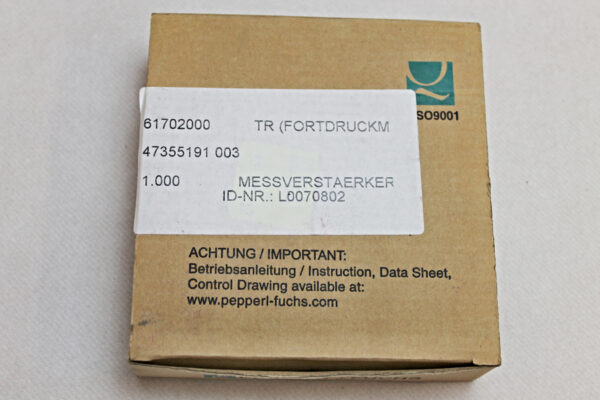 ISO9001
61702000 TR (FORTDRUCKM
47355191 003
1.000 MESSVERSTAERKER
ID-NR.: L0070802
ACHTUNG / IMPORTANT:
Betriebsanleitung / Instruction, Data Sheet,
Control Drawing available at:
www.pepperl-fuchs.com